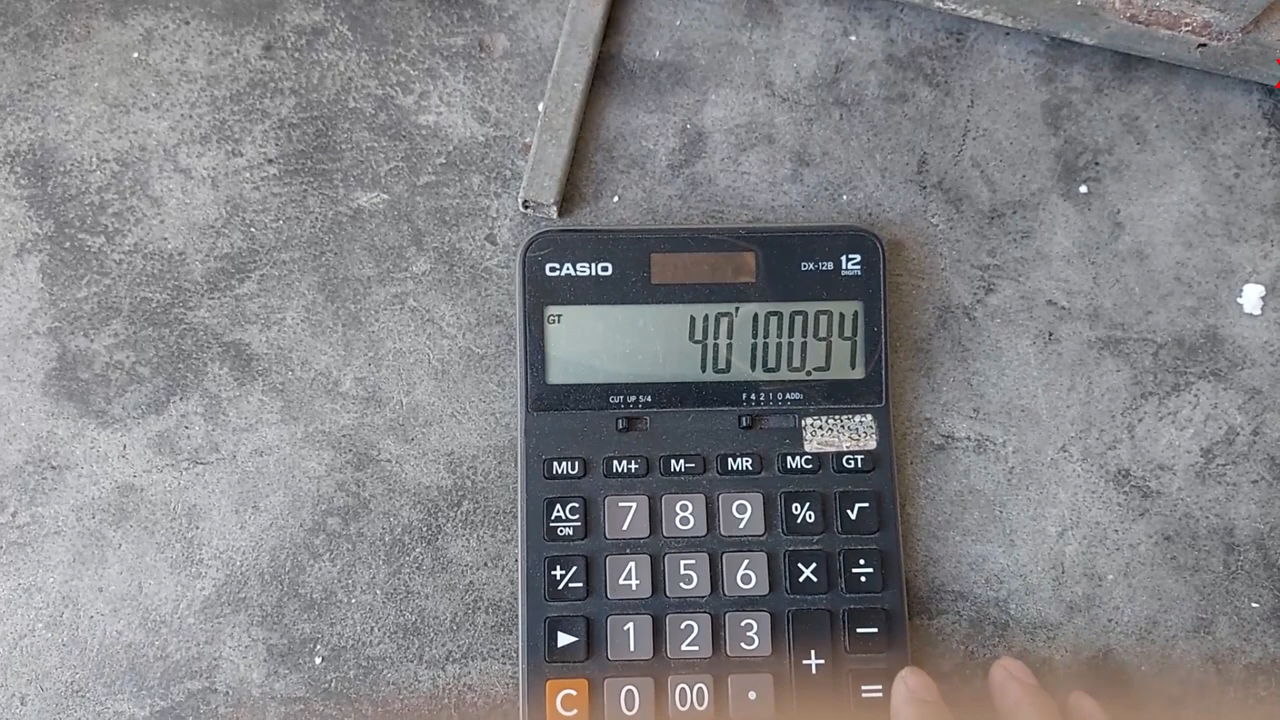 CASIO
DX-12B 12 DIGITS
GT 40'100.94
CUT UP 5/4 F 4 2 1 0 ADD2
MU M+ M− MR MC GT
AC/ON 7 8 9 % √
+/− 4 5 6 × ÷
▶ 1 2 3 + −
C 0 00 · =